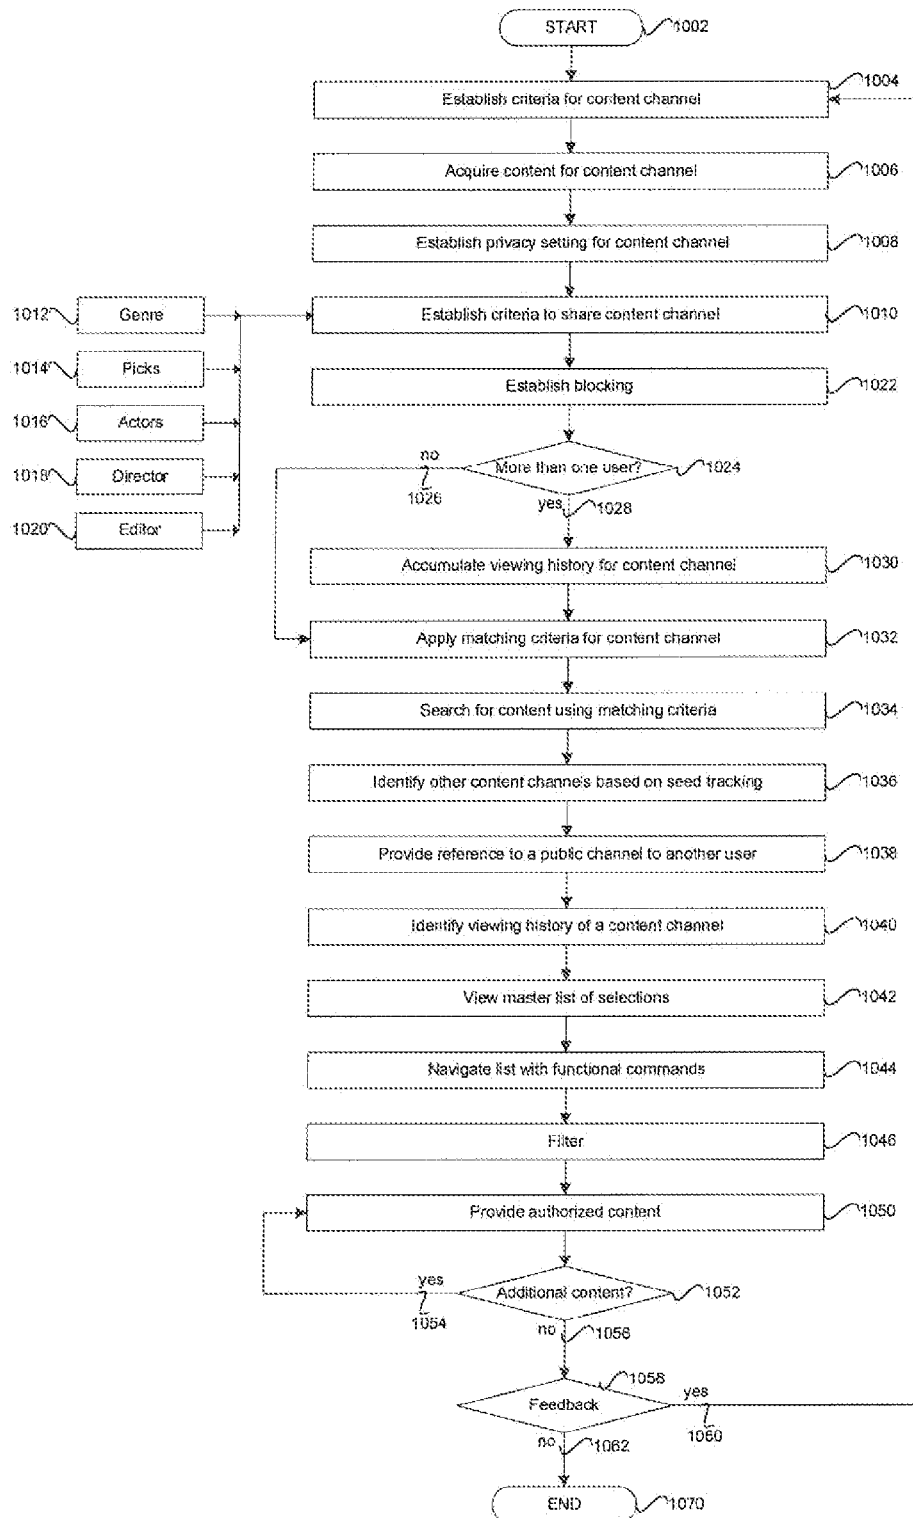 START
1002
1004
Establish criteria for content channel
Acquire content for content channel
1006
Establish privacy setting for content channel
1008
1012
Genre
Establish criteria to share content channel
1010
1014
Picks
Establish blocking
1022
1016
Actors
no
More than one user?
1024
1018
Director
1026
yes
1028
1020
Editor
Accumulate viewing history for content channel
1030
Apply matching criteria for content channel
1032
Search for content using matching criteria
1034
Identify other content channels based on seed tracking
1036
Provide reference to a public channel to another user
1038
Identify viewing history of a content channel
1040
View master list of selections
1042
Navigate list with functional commands
1044
Filter
1046
Provide authorized content
1050
yes
Additional content?
1052
1054
no
1056
1058
Feedback
yes
1060
no
1062
END
1070